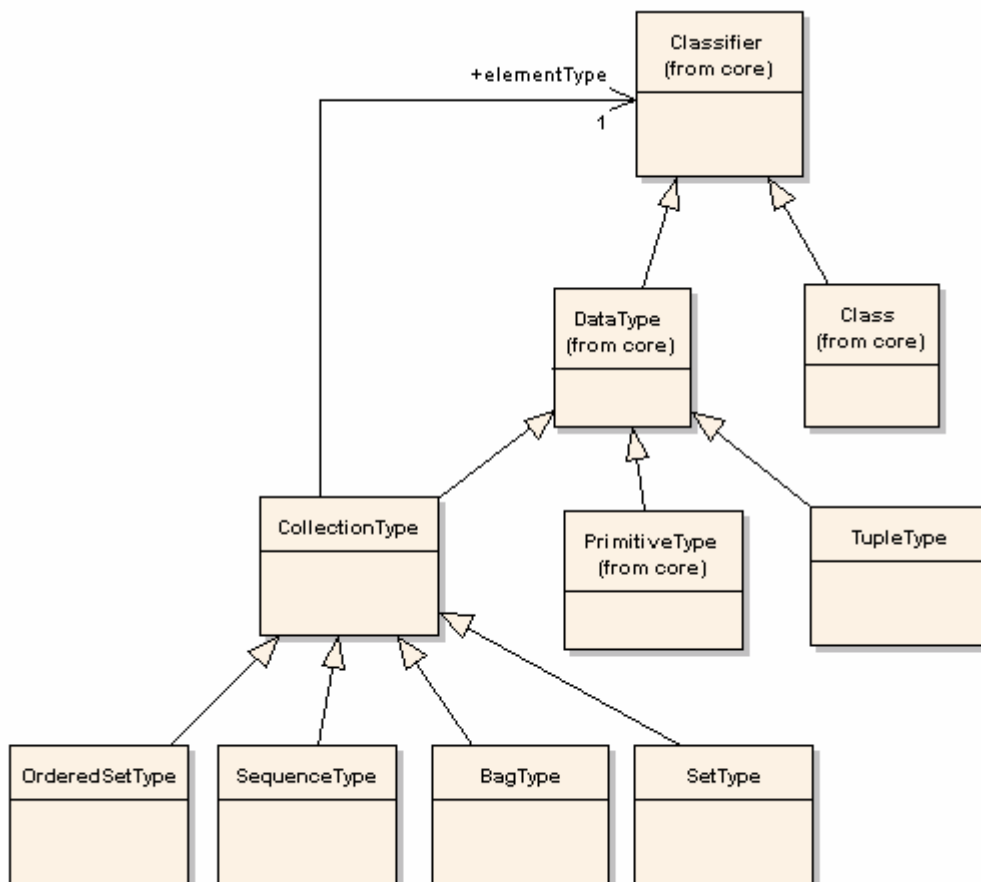 Classifier
(from core)
+elementType
1
DataType
(from core)
Class
(from core)
CollectionType
PrimitiveType
(from core)
TupleType
OrderedSetType
SequenceType
BagType
SetType